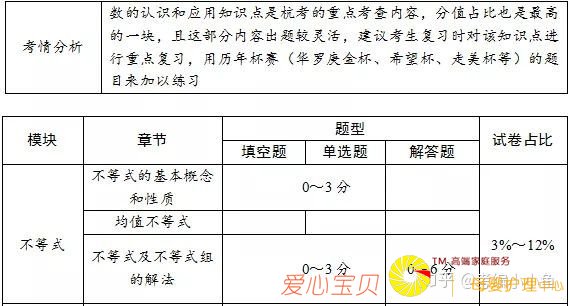 考情分析
数的认识和应用知识点是杭考的重点考查内容，分值占比也是最高
的一块，且这部分内容出题较灵活，建议考生复习时对该知识点进
行重点复习，用历年杯赛（华罗庚金杯、希望杯、走美杯等）的题
目来加以练习
模块 章节 题型 试卷占比
填空题 单选题 解答题
不等式
不等式的基本概念
和性质
0～3 分
均值不等式
3%～12%
不等式及不等式组
的解法
0～3 分
0～6分
TM 高端家庭服务
爱心宝贝
母婴护理中心